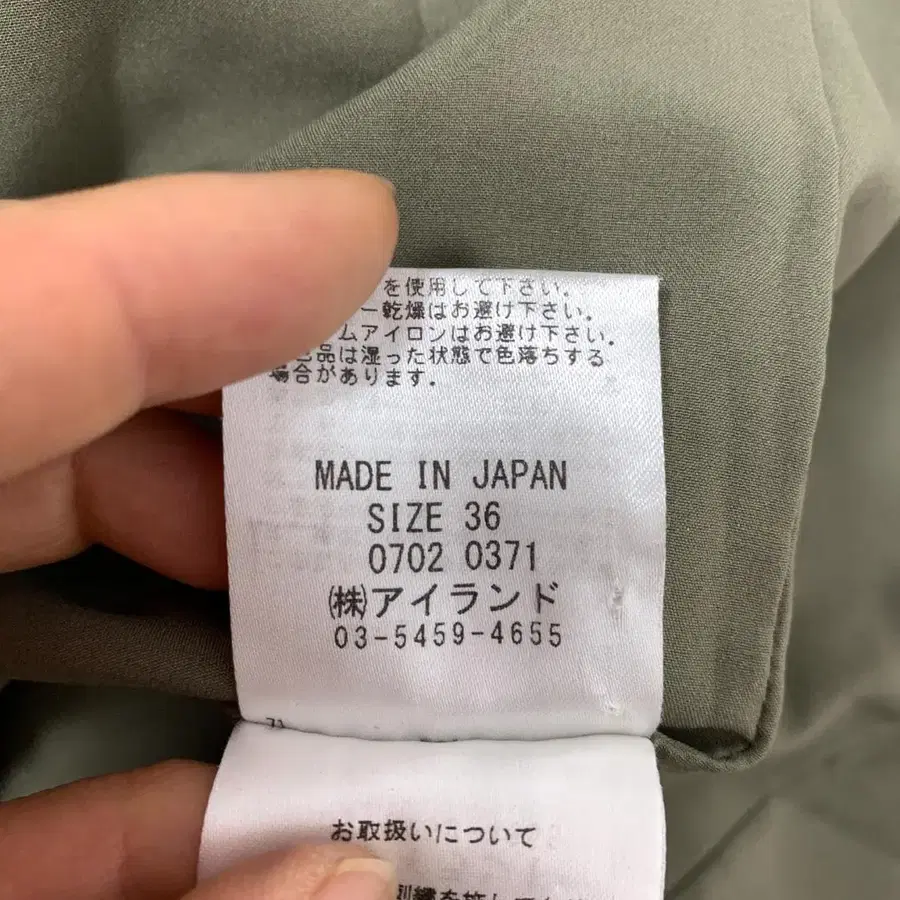 を使用して下さい。
ー乾燥はお避け下さい。
ムアイロンはお避け下さい。
色品は湿った状態で色落ちする
場合があります。
MADE IN JAPAN
SIZE 36
0702 0371
㈱アイランド
03-5459-4655
お取扱いについて